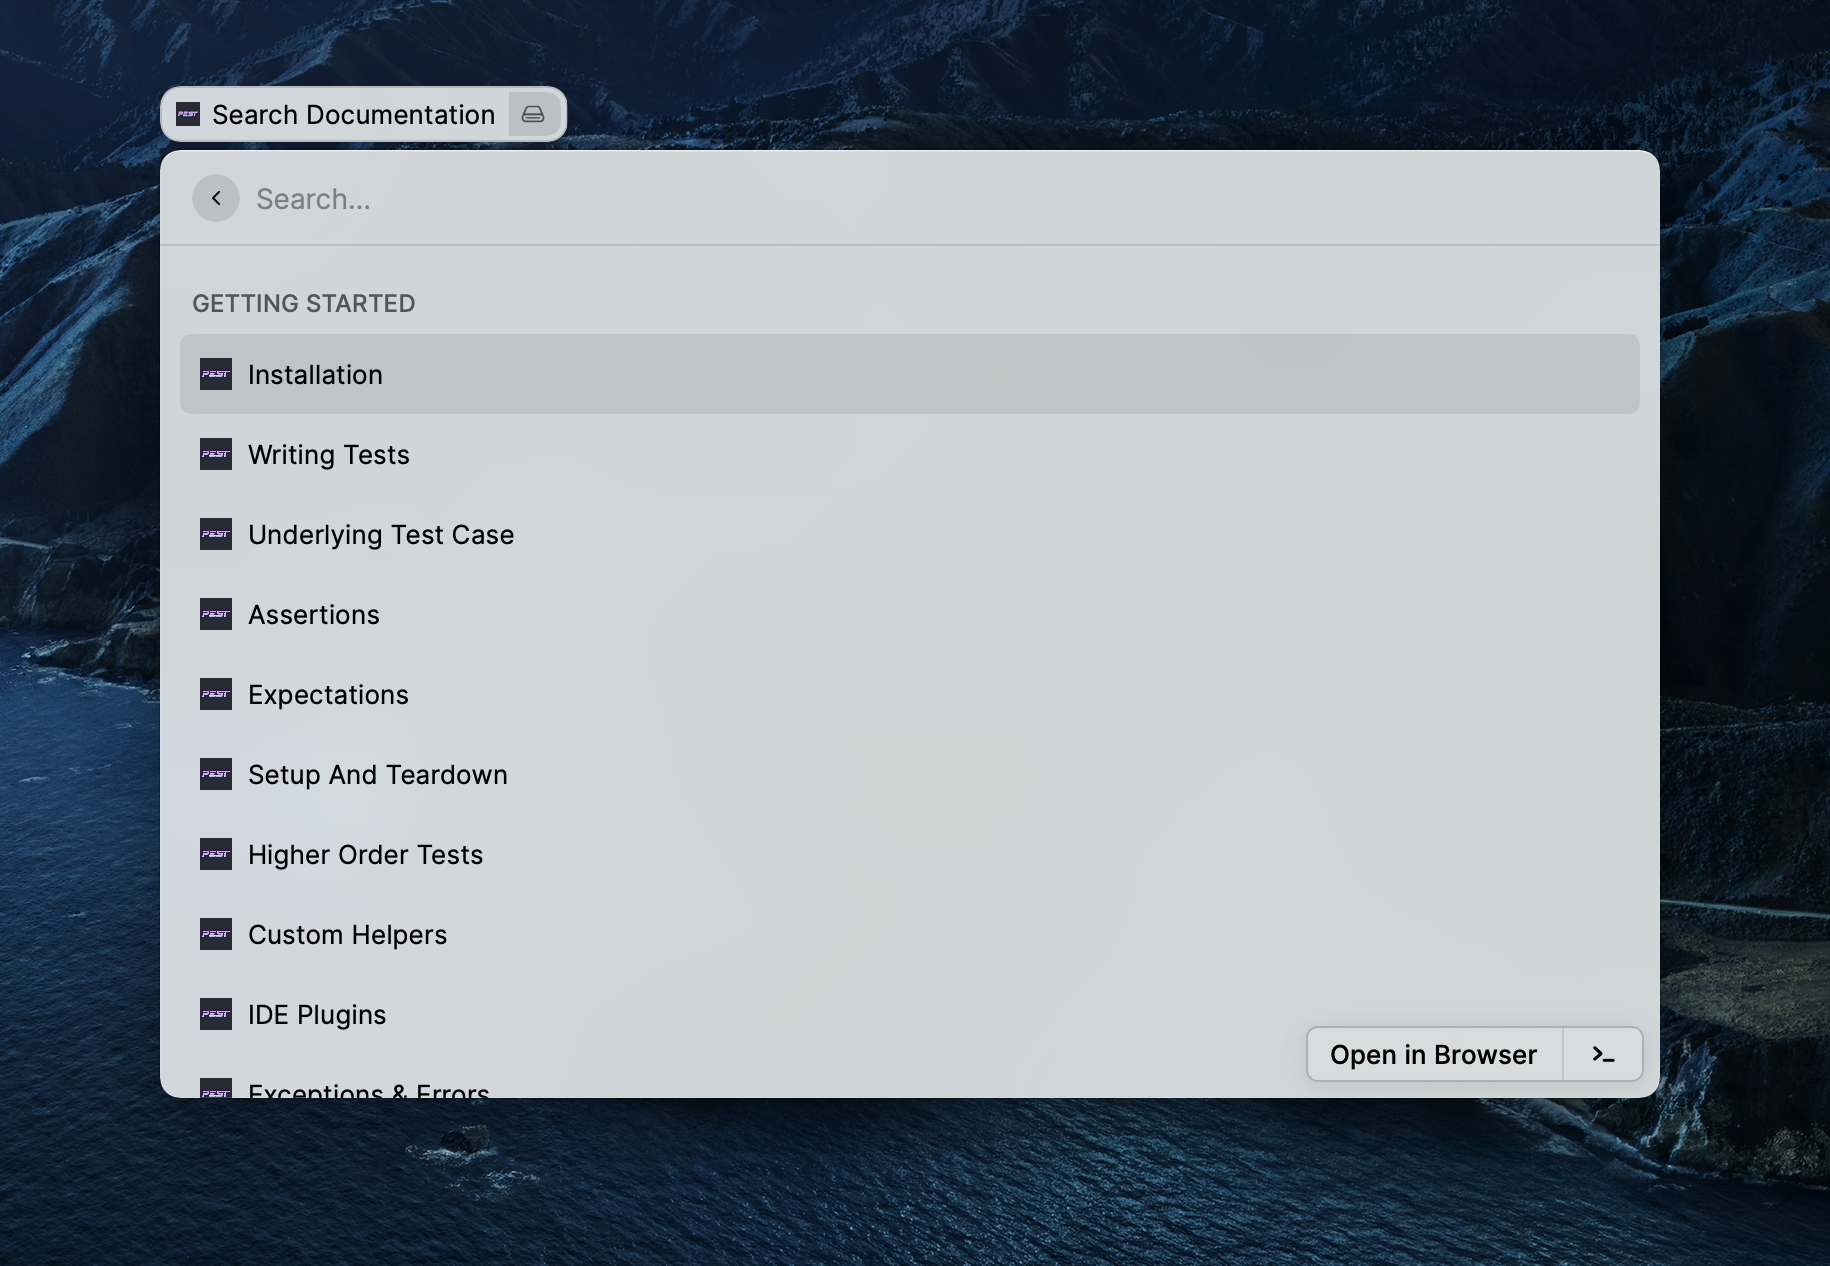 PEST Search Documentation
Search...
GETTING STARTED
PEST Installation
PEST Writing Tests
PEST Underlying Test Case
PEST Assertions
PEST Expectations
PEST Setup And Teardown
PEST Higher Order Tests
PEST Custom Helpers
PEST IDE Plugins
PEST Exceptions & Errors
Open in Browser